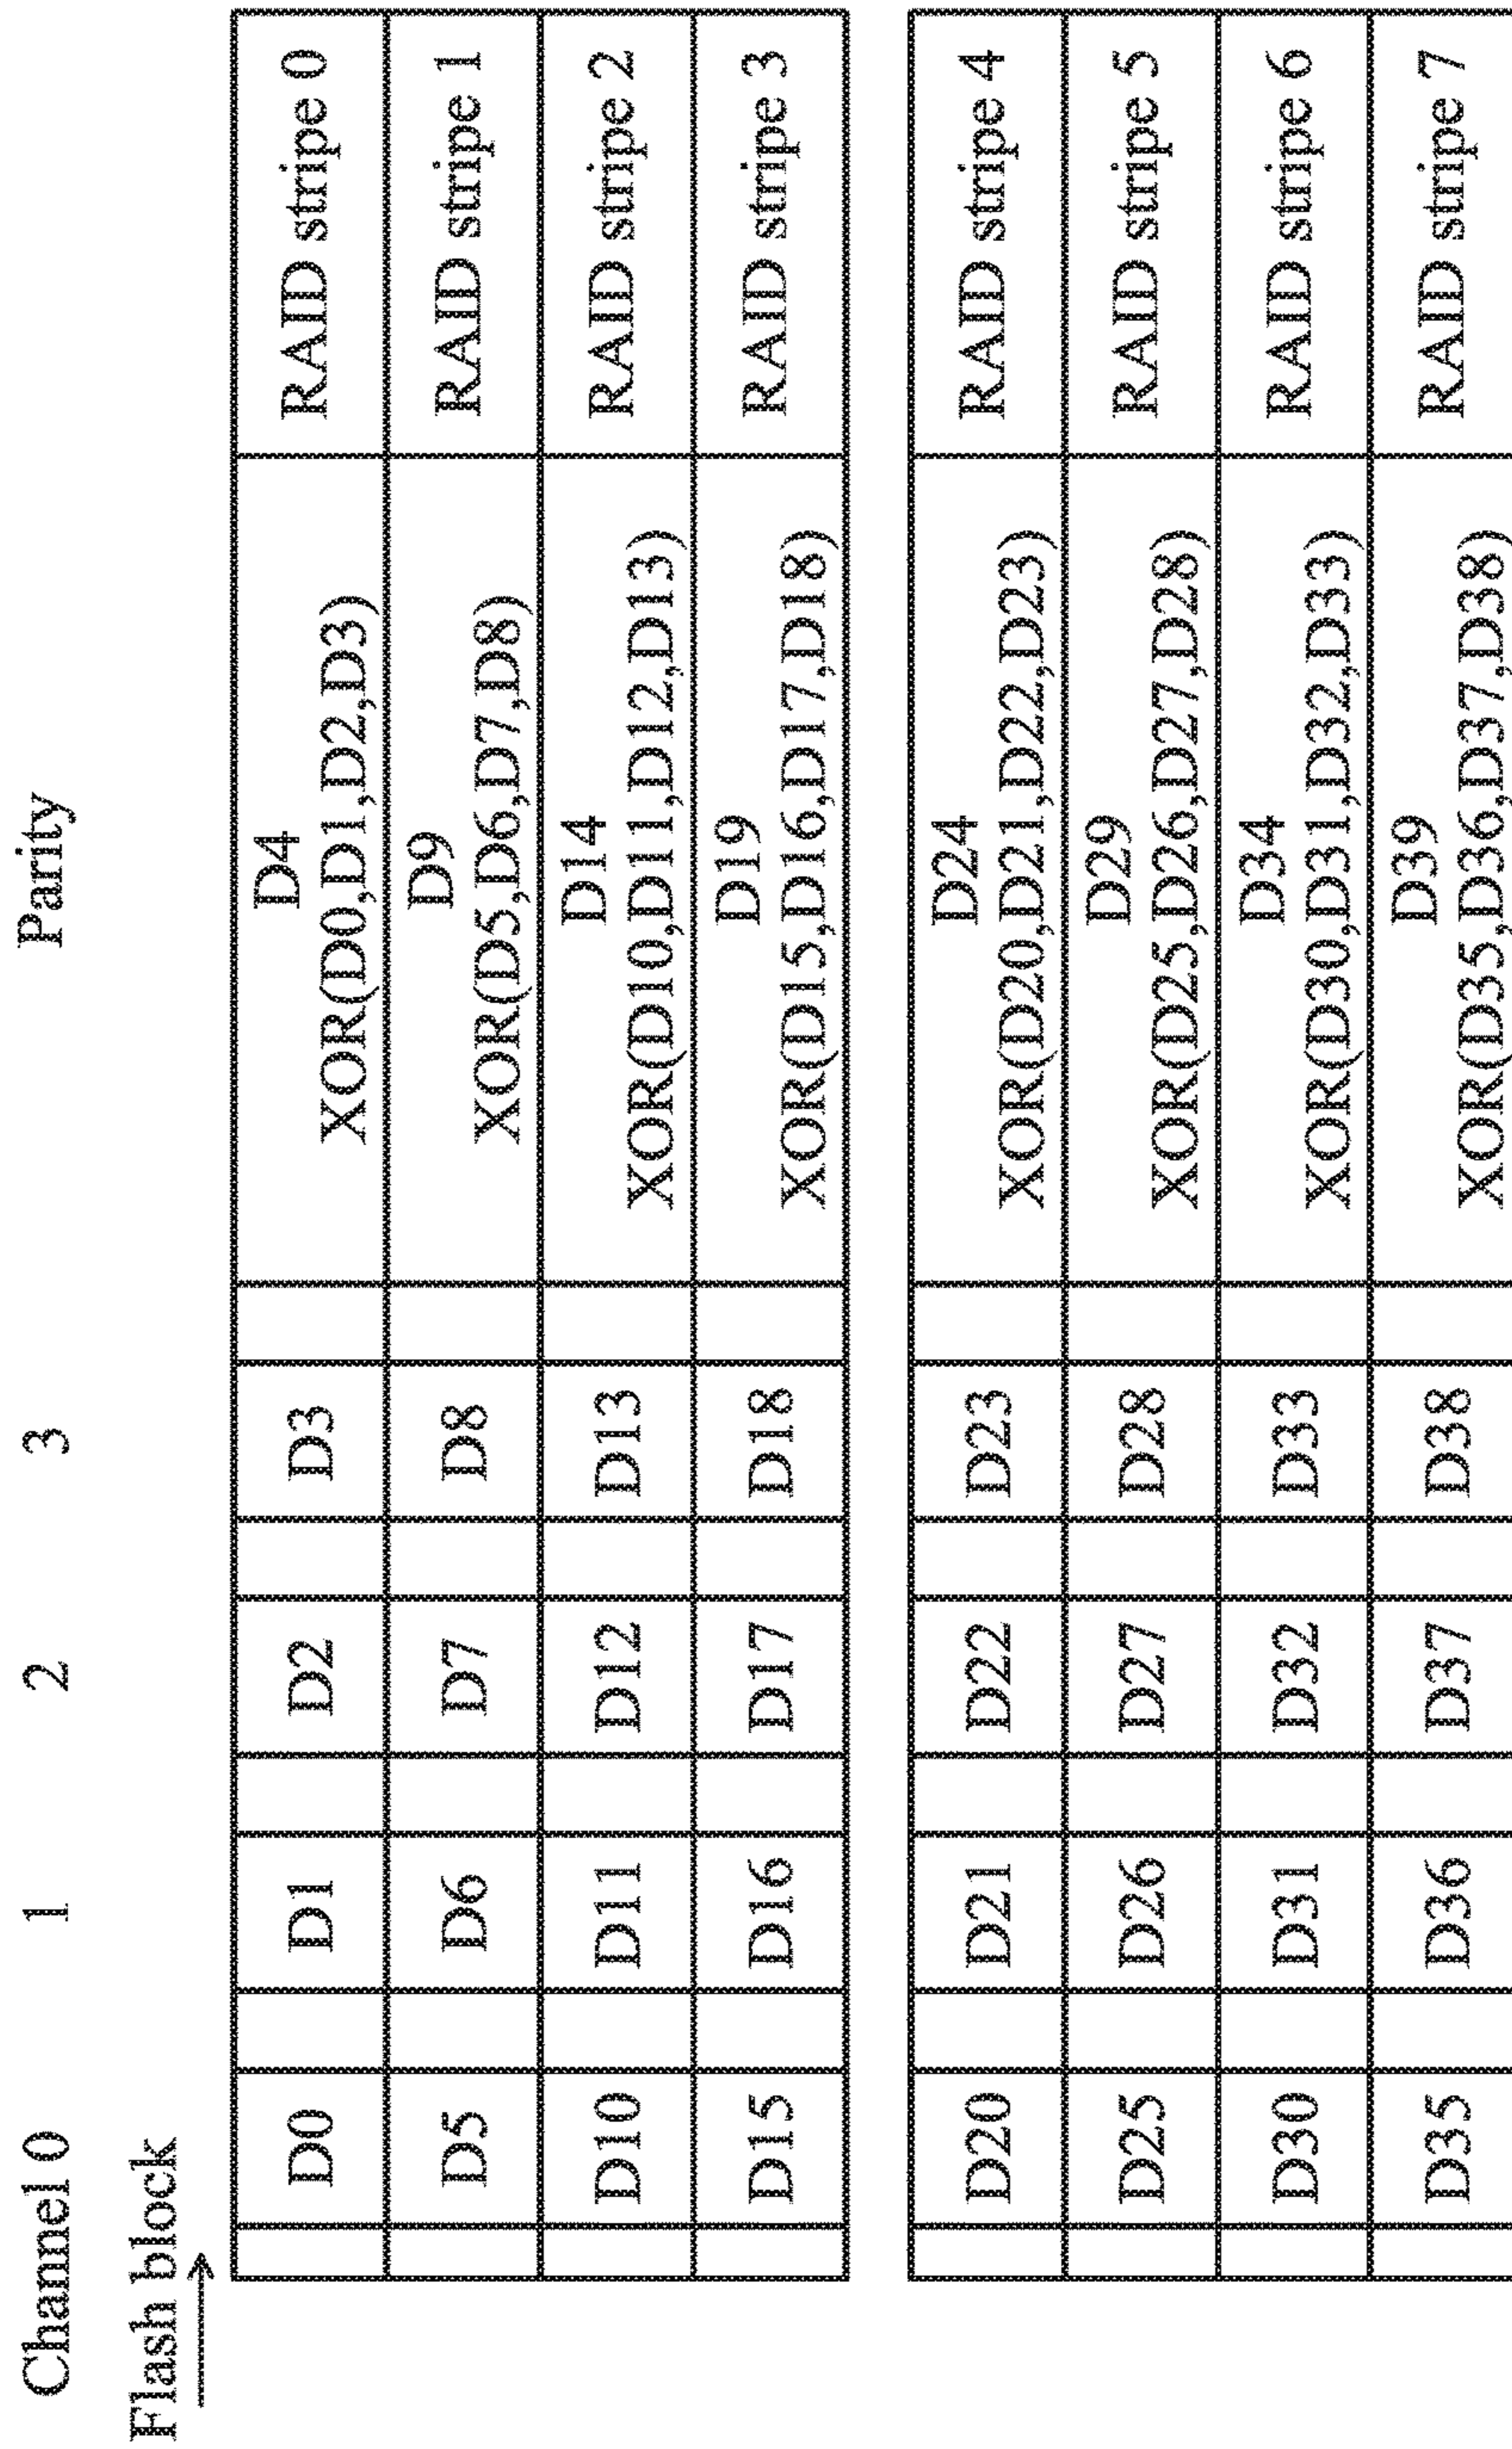 Channel 0 1 2 3 Parity
Flash block
D0 D1 D2 D3 D4 RAID stripe 0
XOR(D0,D1,D2,D3)
D5 D6 D7 D8 D9 RAID stripe 1
XOR(D5,D6,D7,D8)
D10 D11 D12 D13 D14 RAID stripe 2
XOR(D10,D11,D12,D13)
D15 D16 D17 D18 D19 RAID stripe 3
XOR(D15,D16,D17,D18)
D20 D21 D22 D23 D24 RAID stripe 4
XOR(D20,D21,D22,D23)
D25 D26 D27 D28 D29 RAID stripe 5
XOR(D25,D26,D27,D28)
D30 D31 D32 D33 D34 RAID stripe 6
XOR(D30,D31,D32,D33)
D35 D36 D37 D38 D39 RAID stripe 7
XOR(D35,D36,D37,D38)